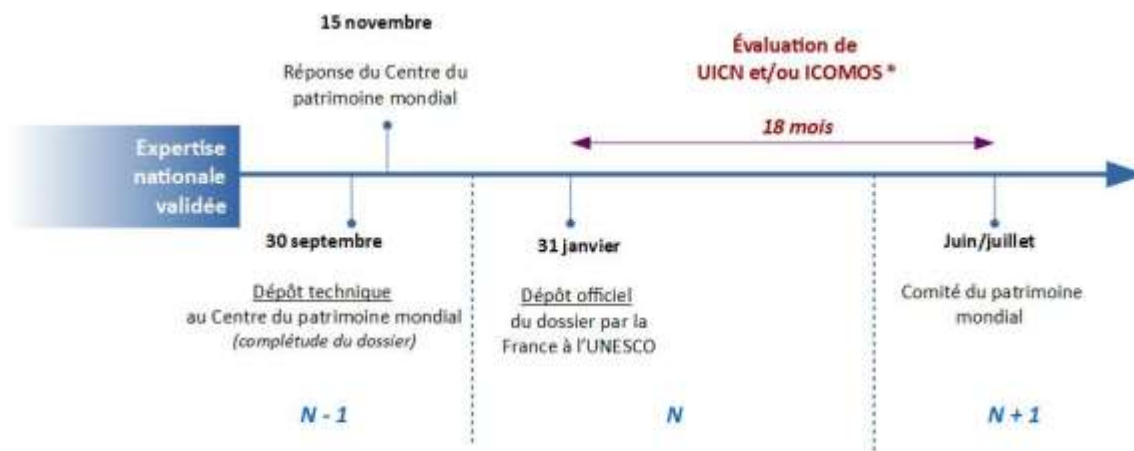 15 novembre
Réponse du Centre du
patrimoine mondial
Évaluation de
UICN et/ou ICOMOS *
18 mois
Expertise
nationale
validée
30 septembre
Dépôt technique
au Centre du patrimoine mondial
(complétude du dossier)
31 janvier
Dépôt officiel
du dossier par la
France à l'UNESCO
Juin/juillet
Comité du patrimoine
mondial
N - 1
N
N + 1